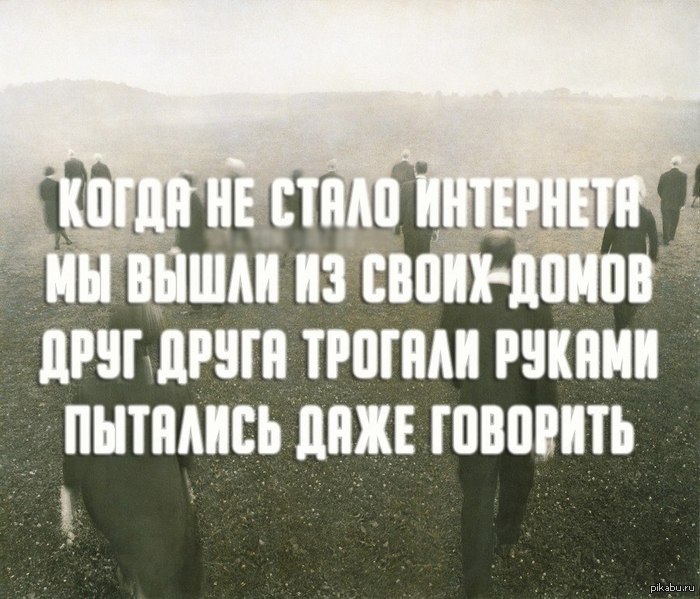 КОГДА НЕ СТАЛО ИНТЕРНЕТА
МЫ ВЫШЛИ ИЗ СВОИХ ДОМОВ
ДРУГ ДРУГА ТРОГАЛИ РУКАМИ
ПЫТАЛИСЬ ДАЖЕ ГОВОРИТЬ
pikabu.ru